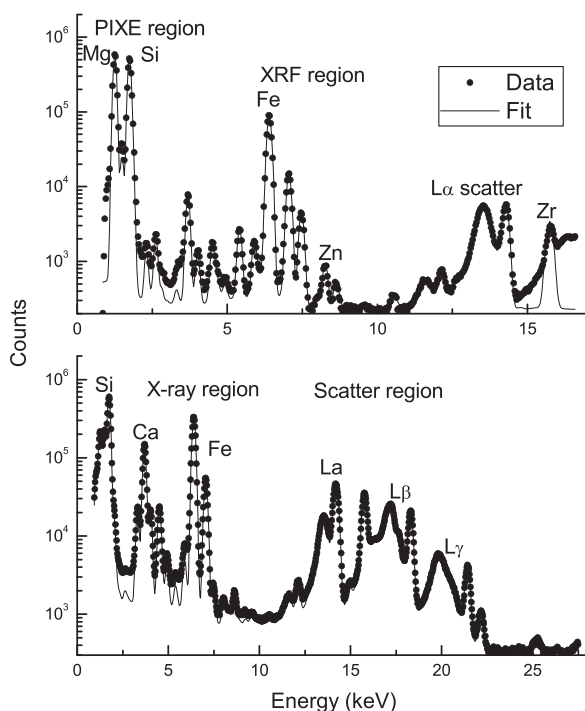 PIXE region
Mg Si
XRF region
Fe
Data
Fit
Lα scatter
Zr
Zn
10^6
10^5
10^4
10^3
0 5 10 15
Counts
X-ray region
Scatter region
Si
Ca
Fe
La
Lβ
Lγ
10^6
10^5
10^4
10^3
0 5 10 15 20 25
Energy (keV)